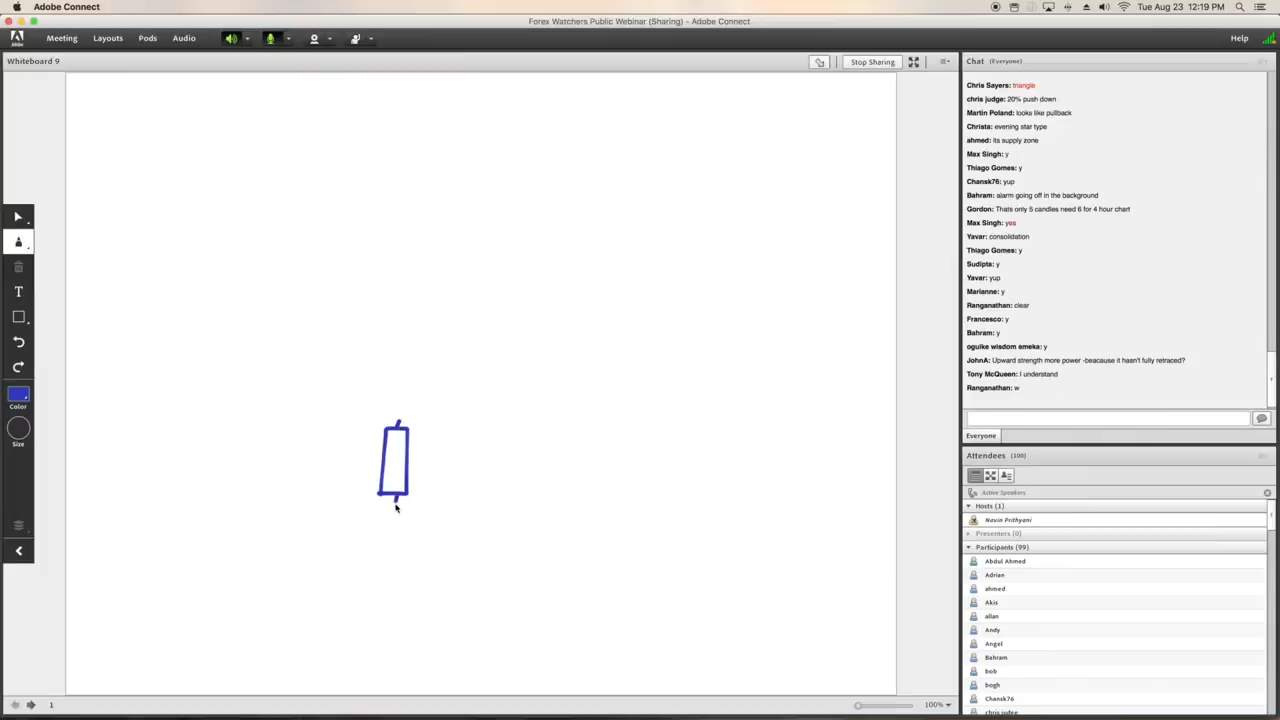 Adobe Connect
Tue Aug 23 12:19 PM
Forex Watchers Public Webinar (Sharing) - Adobe Connect
Adobe
Meeting Layouts Pods Audio Help
Whiteboard 9 Stop Sharing
Chat (Everyone)
Chris Sayers: triangle
chris judge: 20% push down
Martin Poland: looks like pullback
Christa: evening star type
ahmed: its supply zone
Max Singh: y
Thiago Gomes: y
Chansk76: yup
Bahram: alarm going off in the background
Gordon: Thats only 5 candles need 6 for 4 hour chart
Max Singh: yes
Yavar: consolidation
Thiago Gomes: y
Sudipta: y
Yavar: yup
Marianne: y
Ranganathan: clear
Francesco: y
Bahram: y
oguike wisdom emeka: y
JohnA: Upward strength more power -beacause it hasn't fully retraced?
Tony McQueen: I understand
Ranganathan: w
Everyone
Attendees (100)
Active Speakers
Hosts (1)
Navin Prithyani
Presenters (0)
Participants (99)
Abdul Ahmed
Adrian
ahmed
Akis
allan
Andy
Angel
Bahram
bob
bogh
Chansk76
chris judge
T
Color
Size
1
100%